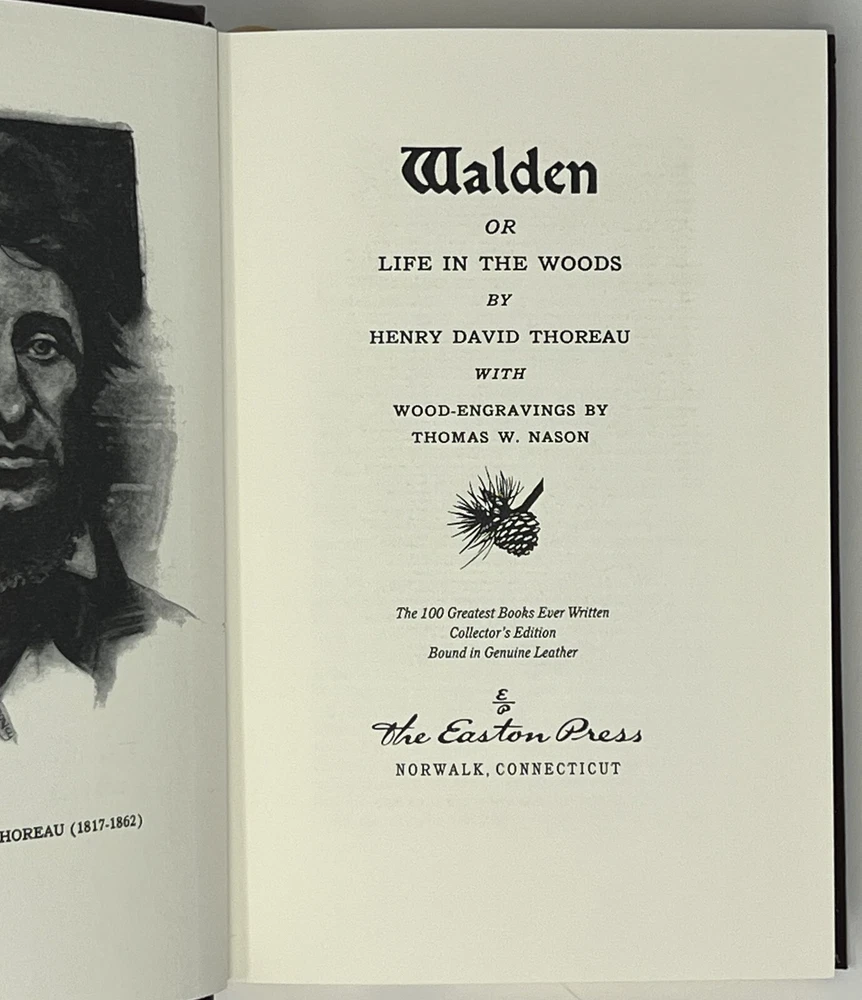 HOREAU (1817-1862)
Walden
OR
LIFE IN THE WOODS
BY
HENRY DAVID THOREAU
WITH
WOOD-ENGRAVINGS BY
THOMAS W. NASON
The 100 Greatest Books Ever Written
Collector's Edition
Bound in Genuine Leather
E
P
The Easton Press
NORWALK, CONNECTICUT